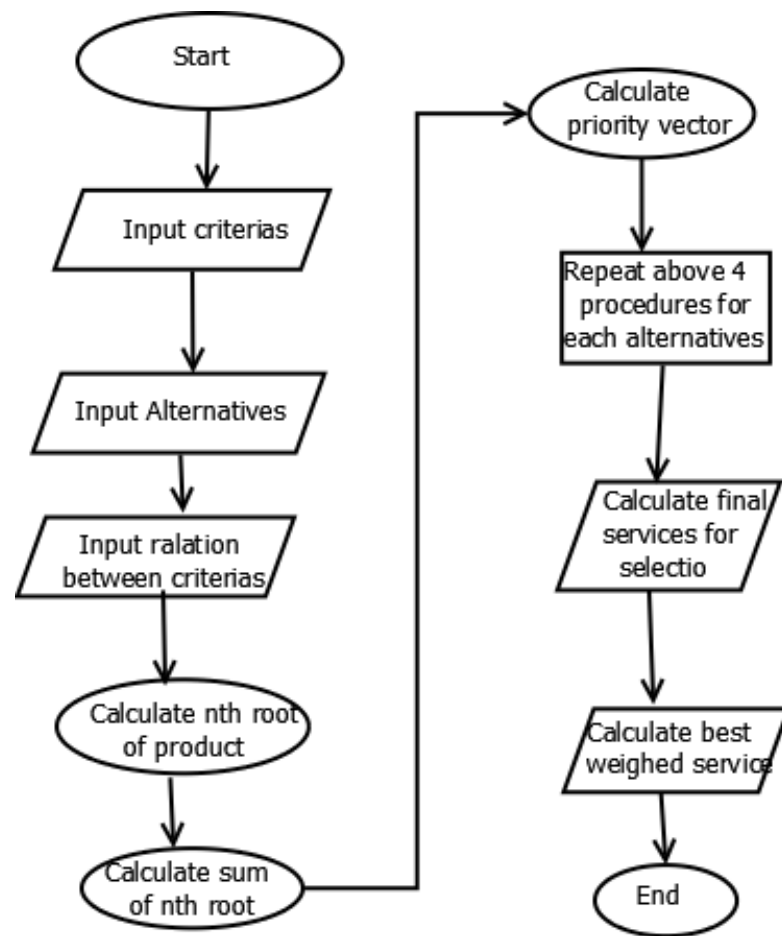 Start
Input criterias
Input Alternatives
Input ralation
between criterias
Calculate nth root
of product
Calculate sum
of nth root
Calculate
priority vector
Repeat above 4
procedures for
each alternatives
Calculate final
services for
selectio
Calculate best
weighed service
End